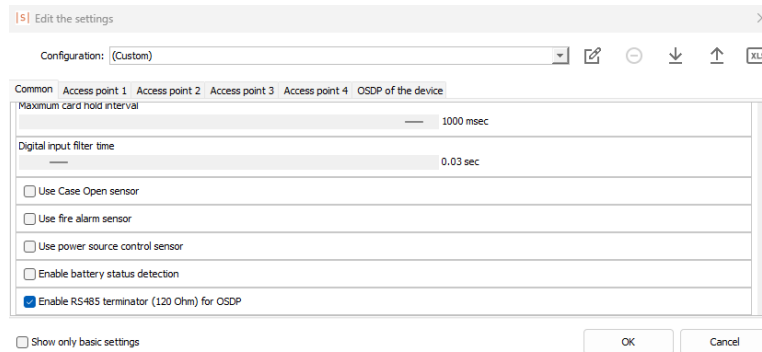 |S| Edit the settings
Configuration: (Custom)
Common Access point 1 Access point 2 Access point 3 Access point 4 OSDP of the device
Maximum card hold interval
1000 msec
Digital input filter time
0.03 sec
Use Case Open sensor
Use fire alarm sensor
Use power source control sensor
Enable battery status detection
Enable RS485 terminator (120 Ohm) for OSDP
Show only basic settings
OK Cancel